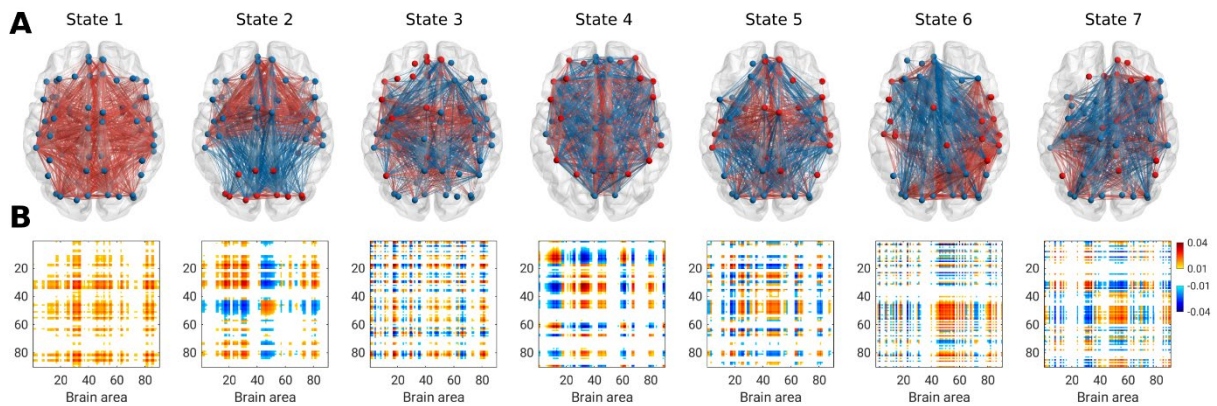 A
State 1 State 2 State 3 State 4 State 5 State 6 State 7
B
20 20 20 20 20 20 20 0.04
0.01
40 40 40 40 40 40 40 -0.01
60 60 60 60 60 60 60 -0.04
80 80 80 80 80 80 80
20 40 60 80 20 40 60 80 20 40 60 80 20 40 60 80 20 40 60 80 20 40 60 80 20 40 60 80
Brain area Brain area Brain area Brain area Brain area Brain area Brain area